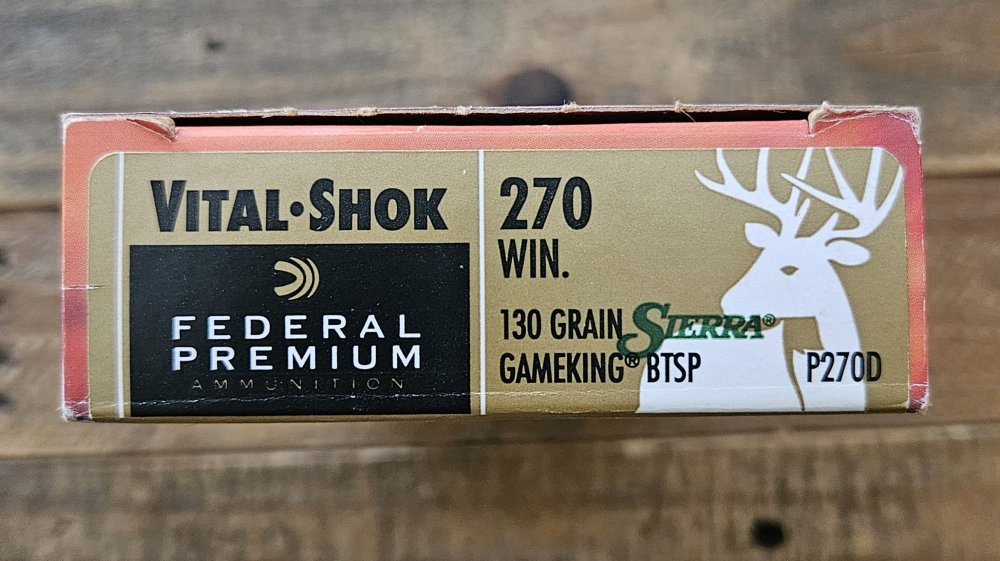 VITAL•SHOK
FEDERAL
PREMIUM
AMMUNITION
270
WIN.
130 GRAIN SIERRA®
GAMEKING® BTSP
P270D